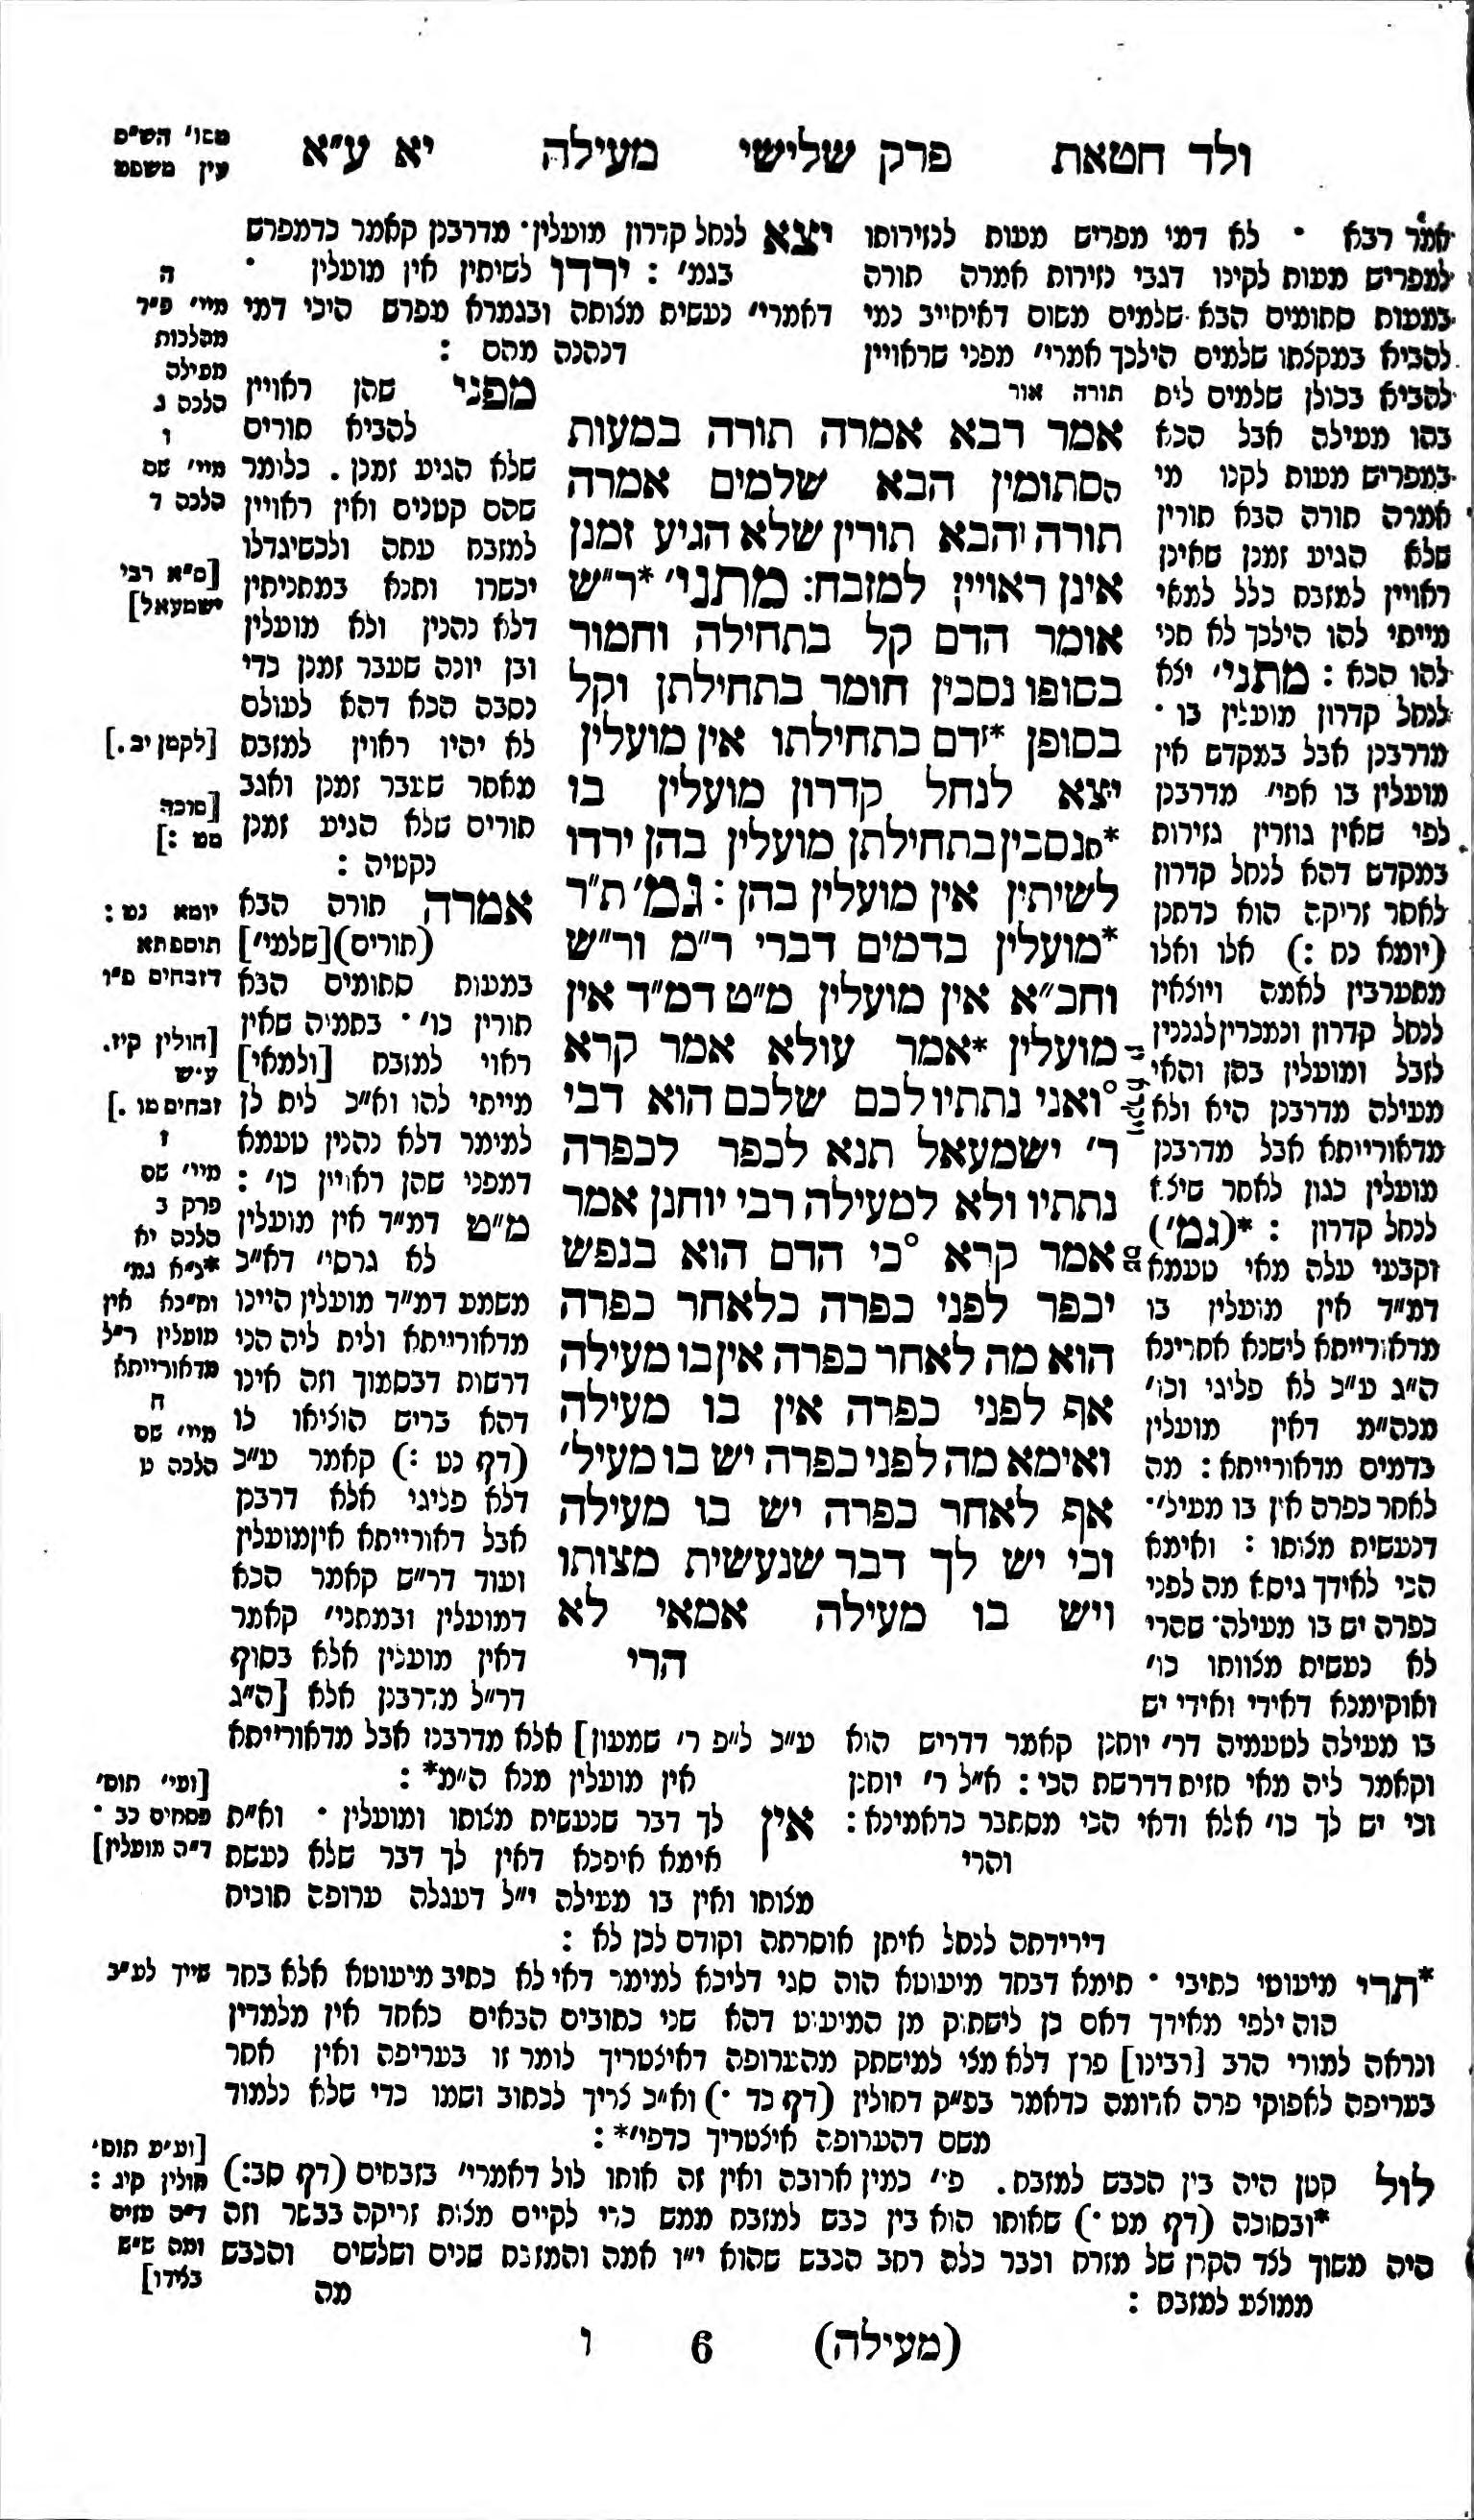 ולד חטאת פרק שלישי מעילה יא ע״א
מסו׳ הש״ס
עין משפט
אמר רבא • לא דמי מפריש מעות לנזירותו
למפריש מעות לקינו דגבי נזירות אמרה תורה
במעות סתומים הבא שלמים משום דאיחייב נמי
להביא במקצתו שלמים הילכך אמרי׳ מפני שראויין
להביא בכולן שלמים לית
בהו מעילה אבל הכא
במפריש מעות לקנו מי
אמרה תורה הבא תורין
שלא הגיע זמנן שאינן
ראויין למזבח כלל למאי
מייתי להו הילכך לא תני
להו הכא : מתני׳ יצא
לנחל קדרון מועלין בו •
מדרבנן אבל במקדש אין
מועלין בו אפי׳ מדרבנן
לפי שאין גוזרין גזירות
במקדש דהא לנחל קדרון
לאחר זריקה הוא כדתנן
(יומא נח :) אלו ואלו
מתערבין לאמה ויוצאין
לנחל קדרון ונמכרין לגננין
לזבל ומועלין בהן והאי
מעילה מדרבנן היא ולא
מדאורייתא אבל מדרבנן
מועלין כגון לאחר שיצא
לנחל קדרון : *(גמ׳)
וקבעי עלה מאי טעמא
דמ״ד אין מועלין בו
מדאורייתא לישנא אחרינא
ה״ג ע״כ לא פליגי וכו׳
מנה״מ דאין מועלין
בדמים מדאורייתא : מה
לאחר כפרה אין בו מעיל׳
דנעשית מצותו : ואימא
הכי לאידך גיסא מה לפני
כפרה יש בו מעילה שהרי
לא נעשית מצוותו כו׳
ואוקימנא דאידי ואידי יש
בו מעילה לטעמיה דר׳ יוחנן קאמר דדריש הוא
וקאמר ליה מאי חזית דדרשת הכי : א״ל ר׳ יוחנן
וכי יש לך כו׳ אלא ודאי הכי מסתבר כדאמינא :
והרי
תורה אור
אמר רבא אמרה תורה במעות
הסתומין הבא שלמים אמרה
תורה יהבא תורין שלא הגיע זמנן
אינן ראויין למזבח: מתני׳ *ר״ש
אומר הדם קל בתחילה וחמור
בסופו נסכין חומר בתחילתן וקל
בסופן *דם בתחילתו אין מועלין
יצא לנחל קדרון מועלין בו
*נסכין בתחילתן מועלין בהן ירדו
לשיתין אין מועלין בהן : גמ׳ ת״ר
*מועלין בדמים דברי ר״מ ור״ש
וחכ״א אין מועלין מ״ט דמ״ד אין
מועלין *אמר עולא אמר קרא
°ואני נתתיו לכם שלכם הוא דבי
ר׳ ישמעאל תנא לכפר לכפרה
נתתיו ולא למעילה רבי יוחנן אמר
אמר קרא °כי הדם הוא בנפש
יכפר לפני כפרה כלאחר כפרה
הוא מה לאחר כפרה אין בו מעילה
אף לפני כפרה אין בו מעילה
ואימא מה לפני כפרה יש בו מעיל׳
אף לאחר כפרה יש בו מעילה
וכי יש לך דבר שנעשית מצותו
ויש בו מעילה אמאי לא
הרי
יצא לנחל קדרון מועלין • מדרבנן קאמר כדמפרש
בגמ׳ : ירדו לשיתין אין מועלין •
דאמרי׳ נעשית מצותה ובגמרא מפרש היכי דמי
דנהנה מהם :
מפני שהן ראויין
להביא תורים
שלא הגיע זמנן . כלומר
שהם קטנים ואין ראויין
למזבח עתה ולכשיגדלו
יכשרו ותנא במתניתין
דלא נהנין ולא מועלין
ובן יונה שעבר זמנן כדי
נסבה הכא דהא לעולם
לא יהיו ראוין למזבח
מאחר שעבר זמנן ואגב
תורים שלא הגיע זמנן
נקטיה :
אמרה תורה הבא
(תורים) [שלמי׳]
במעות סתומים הבא
תורין כו׳ • בתמיה שאין
ראוי למזבח [ולמאי]
מייתי להו וא״כ לית לן
למימר דלא נהנין טעמא
דמפני שהן ראויין כו׳ :
מ״ט דמ״ד אין מועלין
לא גרסי׳ דא״כ
משמע דמ״ד מועלין היינו
מדאורייתא ולית ליה הני
דרשות דבסמוך וזה אינו
דהא בריש הוציאו לו
(דף נט :) קאמר ע״כ
דלא פליגי אלא דרבנן
אבל דאורייתא אין מועלין
ועוד דר״ש קאמר הכא
דמועלין ובמתני׳ קאמר
דאין מועלין אלא בסוף
דר״ל מדרבנן אלא [ה״ג
ע״כ ל״פ ר׳ שמעון] אלא מדרבנן אבל מדאורייתא
אין מועלין מנא ה״מ* :
אין לך דבר שנעשית מצותו ומועלין • וא״ת
אימא איפכא דאין לך דבר שלא נעשת
מצותו ואין בו מעילה י״ל דעגלה ערופה תוכיח
דירידתה לנחל איתן אוסרתה וקודם לכן לא :
*תרי מיעוטי כתיבי • תימא דבחד מיעוטא הוה סגי דליכא למימר דאי לא כתיב מיעוטא אלא בחד
הוה ילפי מאידך דאם כן לישתוק מן המיעוט דהא שני כתובים הבאים כאחד אין מלמדין
ונראה למורי הרב [רבינו] פרץ דלא מצי למישתק מהערופה דאיצטריך לומר זו בעריפה ואין אחר
בעריפה לאפוקי פרה אדומה כדאמר בפ״ק דחולין (דף כד •) וא״כ צריך לכתוב ושמו כדי שלא נלמוד
משם דהערופה איצטריך כדפי׳* :
לול קטן היה בין הכבש למזבח . פי׳ כמין ארובה ואין זה אותו לול דאמרי׳ בזבחים (דף סב:)
*ובסוכה (דף מט •) שאותו הוא בין כבש למזבח ממש כדי לקיים מצות זריקה בבשר וזה
היה משוך לצד הקרן של מזרח וכבר כלה רחב הכבש שהוא י״ו אמה והמזבח שנים ושלשים והכבש
ממוצע למזבח :
מה
ה
מיי׳ פ״ד
מהלכות
מעילה
הלכה ג
ו
מיי׳ שם
הלכה ד
[ס״א רבי
ישמעאל]
[לקמן יב.]
[סוכה
מט :]
יומא נט :
תוספתא
דזבחים פ״ו
[חולין קיז.
ע״ש
זבחים מו .]
ז
מיי׳ שם
פרק ב
הלכה יא
*נ״א גמ׳
וח״כא אין
מועלין ר״ל
מדאורייתא
ח
מיי׳ שם
הלכה ט
[ועי׳ תוס׳
פסחים כב •
ד״ה מועלין]
שייך לע״ב
[וע״ע תוס׳
חולין קיג :
ומה ש״ש
בצידו]
(מעילה) 6 ו